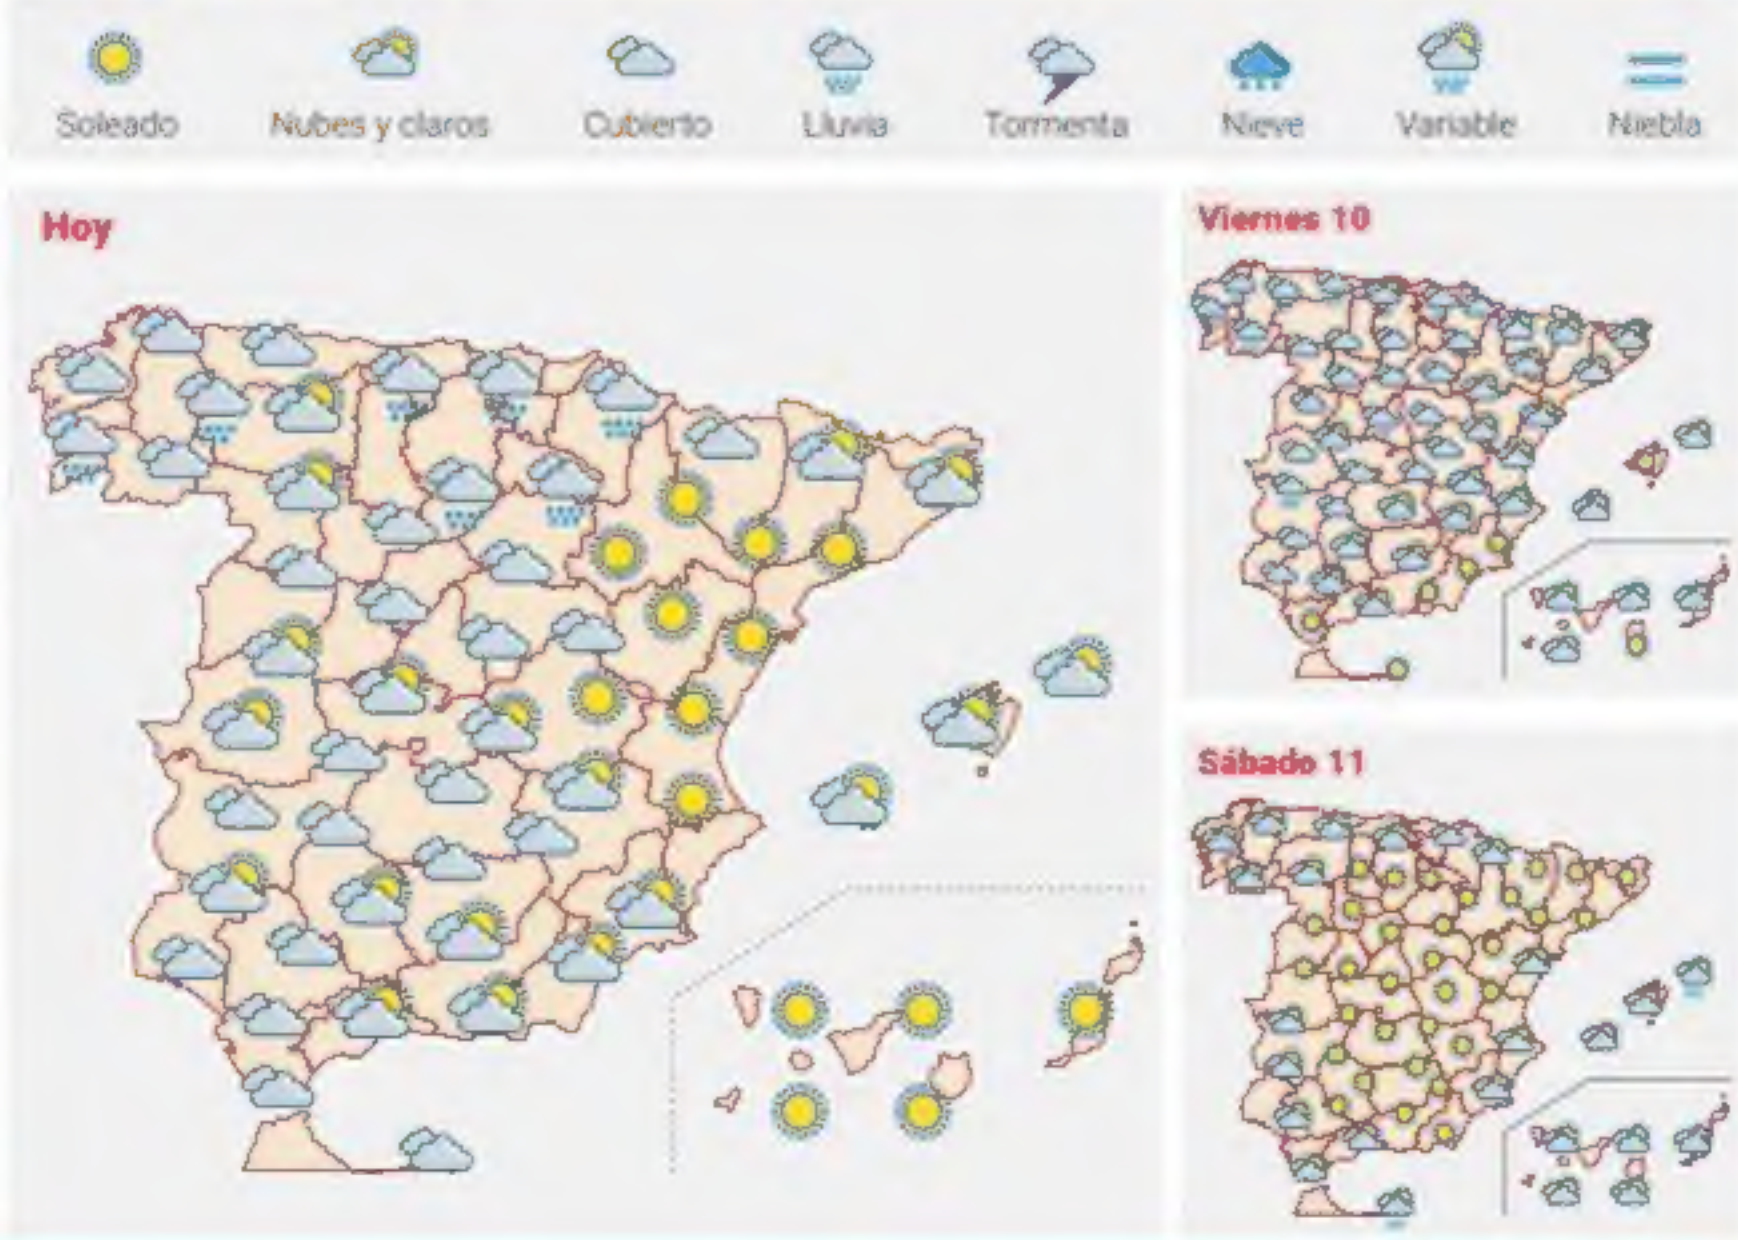 Soleado
Nubes y claros
Cubierto
Lluvia
Tormenta
Nieve
Variable
Niebla
Hoy
Viernes 10
Sábado 11